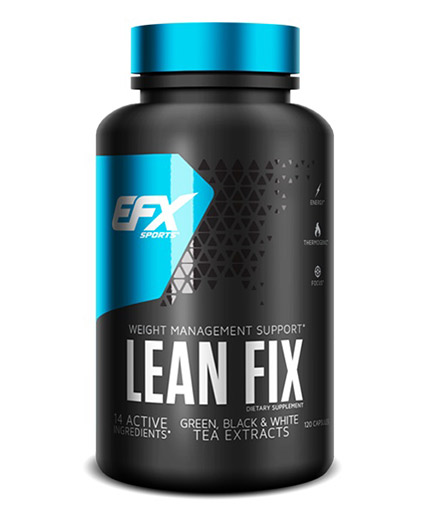 EFX
SPORTS™
ENERGY*
THERMOGENIC*
FOCUS*
WEIGHT MANAGEMENT SUPPORT*
LEAN FIX
DIETARY SUPPLEMENT
14 ACTIVE
INGREDIENTS*
GREEN, BLACK & WHITE
TEA EXTRACTS
120 CAPSULES